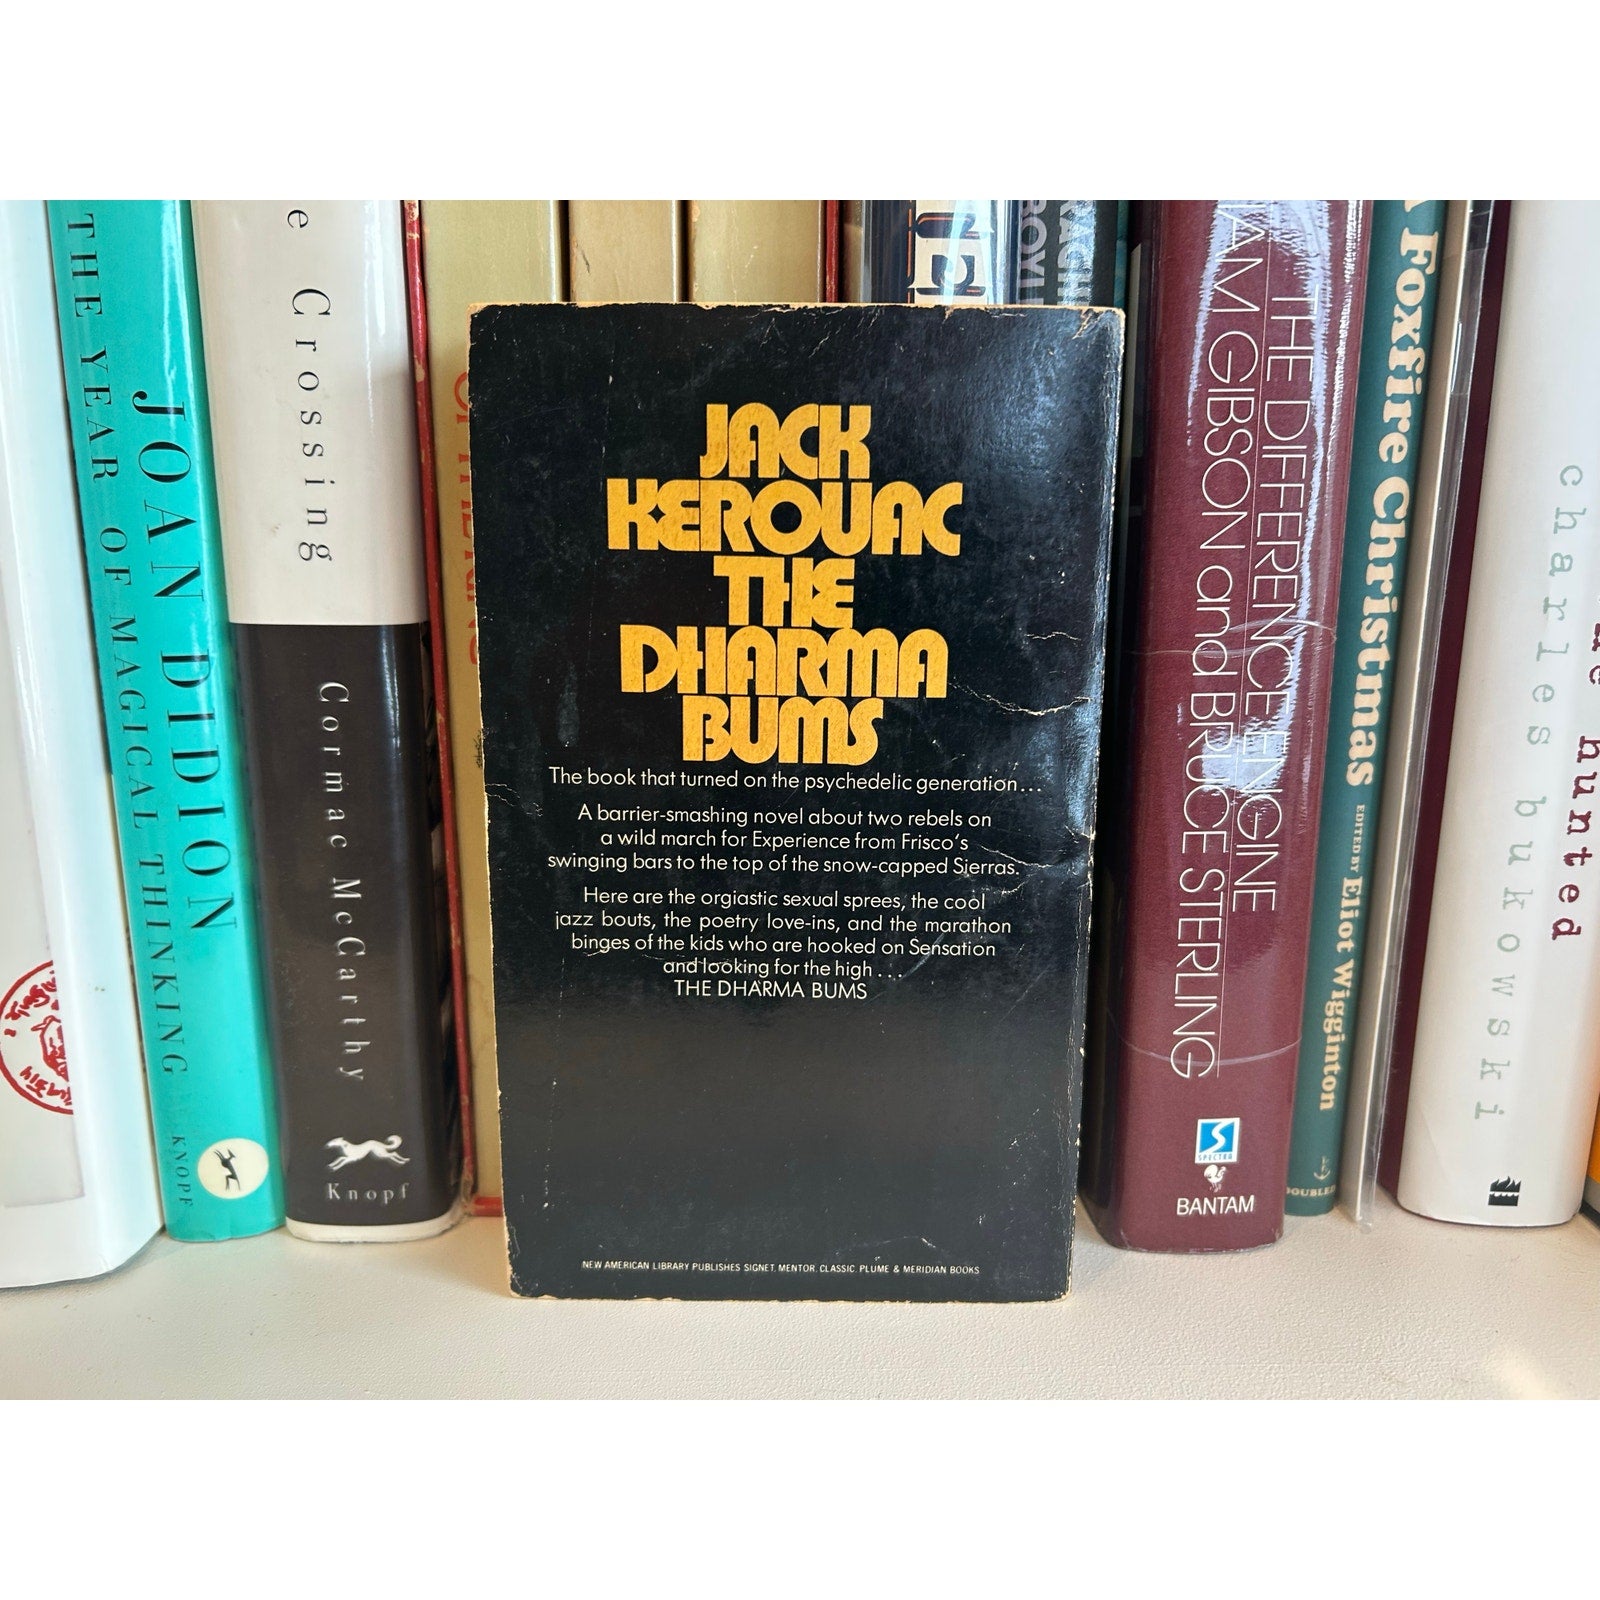 THE YEAR OF MAGICAL THINKING
JOAN DIDION
KNOPF
e Crossing
Cormac McCarthy
Knopf
JACK
KEROUAC
THE
DHARMA
BUMS
The book that turned on the psychedelic generation...
A barrier-smashing novel about two rebels on
a wild march for Experience from Frisco's
swinging bars to the top of the snow-capped Sierras.
Here are the orgiastic sexual sprees, the cool
jazz bouts, the poetry love-ins, and the marathon
binges of the kids who are hooked on Sensation
and looking for the high...
THE DHARMA BUMS
NEW AMERICAN LIBRARY PUBLISHES SIGNET, MENTOR, CLASSIC, PLUME & MERIDIAN BOOKS
THE DIFFERENCE ENGINE
IAM GIBSON and BRUCE STERLING
SPECTRA
BANTAM
A Foxfire Christmas
EDITED BY Eliot Wigginton
charles bukowski
hunted